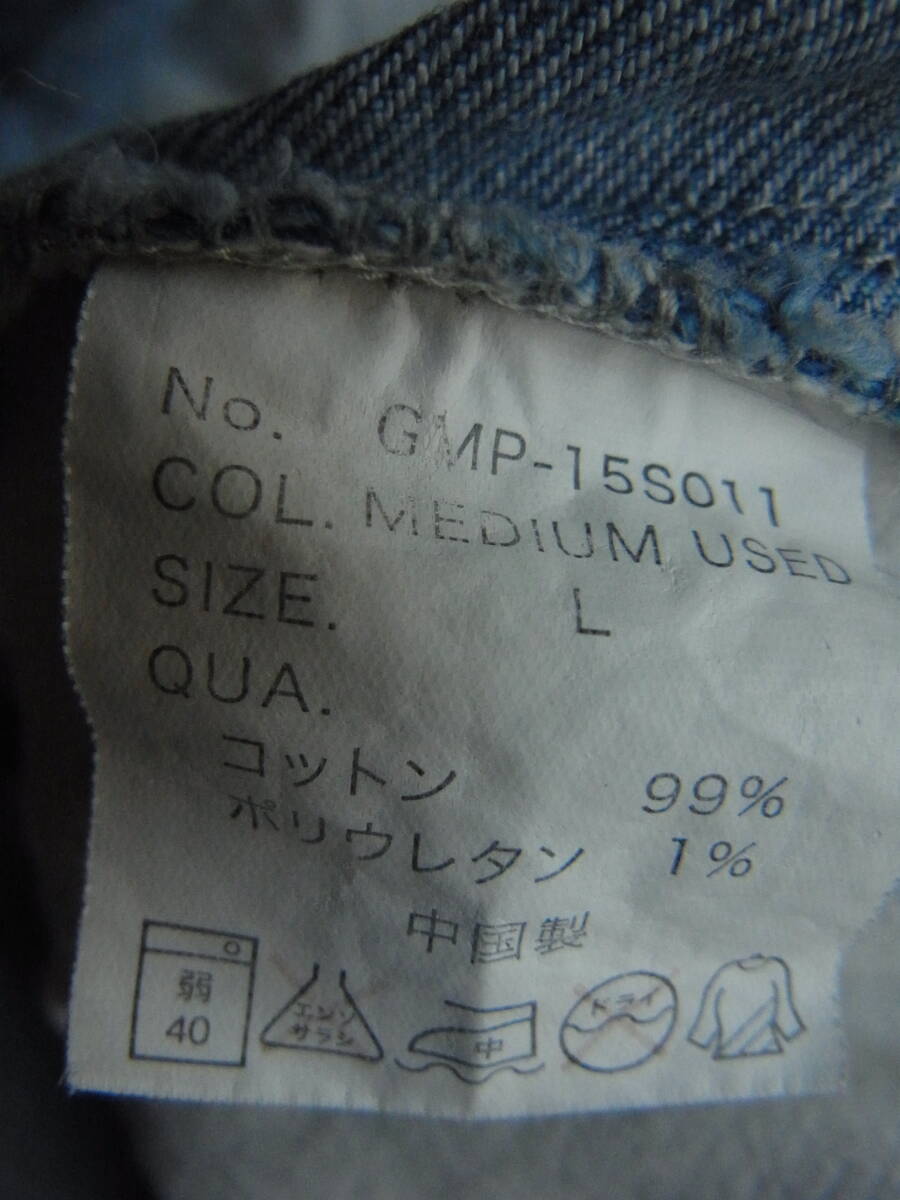 No. GMP-15S011
COL. MEDIUM USED
SIZE. L
QUA.
コットン 99%
ポリウレタン 1%
中国製
弱 40
エンソ サラシ
中
ドライ